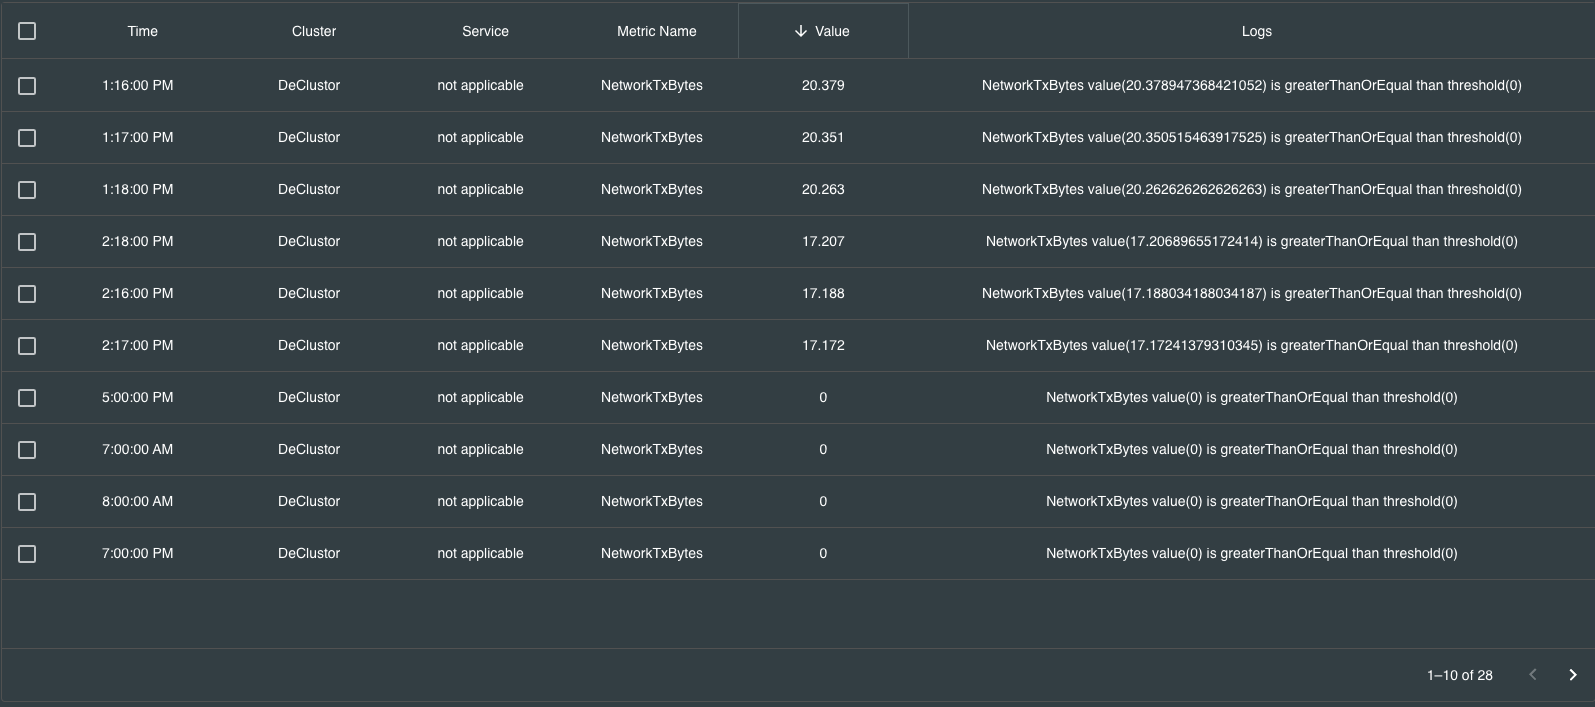 Time Cluster Service Metric Name Value Logs
1:16:00 PM DeClustor not applicable NetworkTxBytes 20.379 NetworkTxBytes value(20.378947368421052) is greaterThanOrEqual than threshold(0)
1:17:00 PM DeClustor not applicable NetworkTxBytes 20.351 NetworkTxBytes value(20.350515463917525) is greaterThanOrEqual than threshold(0)
1:18:00 PM DeClustor not applicable NetworkTxBytes 20.263 NetworkTxBytes value(20.262626262626263) is greaterThanOrEqual than threshold(0)
2:18:00 PM DeClustor not applicable NetworkTxBytes 17.207 NetworkTxBytes value(17.20689655172414) is greaterThanOrEqual than threshold(0)
2:16:00 PM DeClustor not applicable NetworkTxBytes 17.188 NetworkTxBytes value(17.188034188034187) is greaterThanOrEqual than threshold(0)
2:17:00 PM DeClustor not applicable NetworkTxBytes 17.172 NetworkTxBytes value(17.17241379310345) is greaterThanOrEqual than threshold(0)
5:00:00 PM DeClustor not applicable NetworkTxBytes 0 NetworkTxBytes value(0) is greaterThanOrEqual than threshold(0)
7:00:00 AM DeClustor not applicable NetworkTxBytes 0 NetworkTxBytes value(0) is greaterThanOrEqual than threshold(0)
8:00:00 AM DeClustor not applicable NetworkTxBytes 0 NetworkTxBytes value(0) is greaterThanOrEqual than threshold(0)
7:00:00 PM DeClustor not applicable NetworkTxBytes 0 NetworkTxBytes value(0) is greaterThanOrEqual than threshold(0)
1–10 of 28